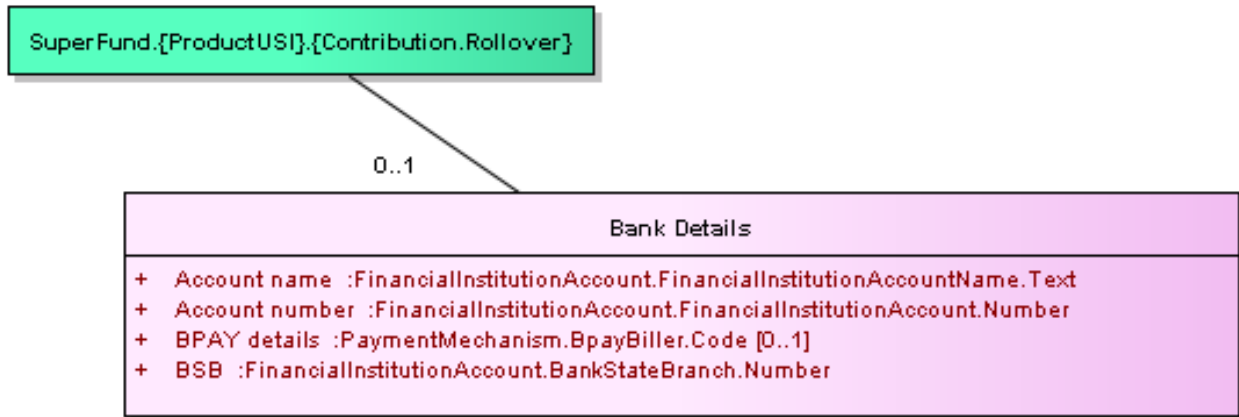 SuperFund.{ProductUSI}.{Contribution.Rollover}
0..1
Bank Details
+ Account name :FinancialInstitutionAccount.FinancialInstitutionAccountName.Text
+ Account number :FinancialInstitutionAccount.FinancialInstitutionAccount.Number
+ BPAY details :PaymentMechanism.BpayBiller.Code [0..1]
+ BSB :FinancialInstitutionAccount.BankStateBranch.Number